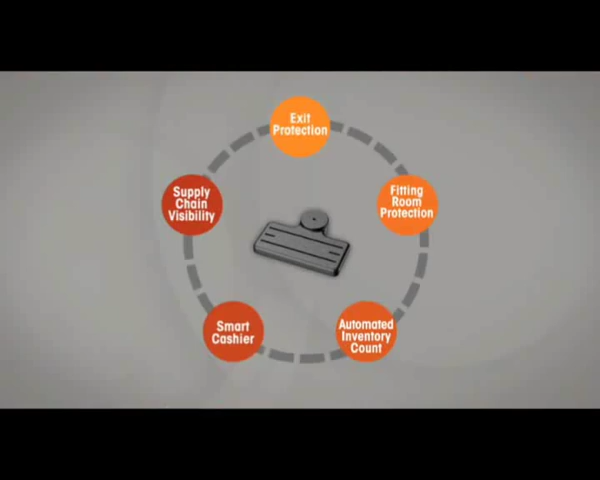 Exit
Protection
Fitting
Room
Protection
Automated
Inventory
Count
Smart
Cashier
Supply
Chain
Visibility